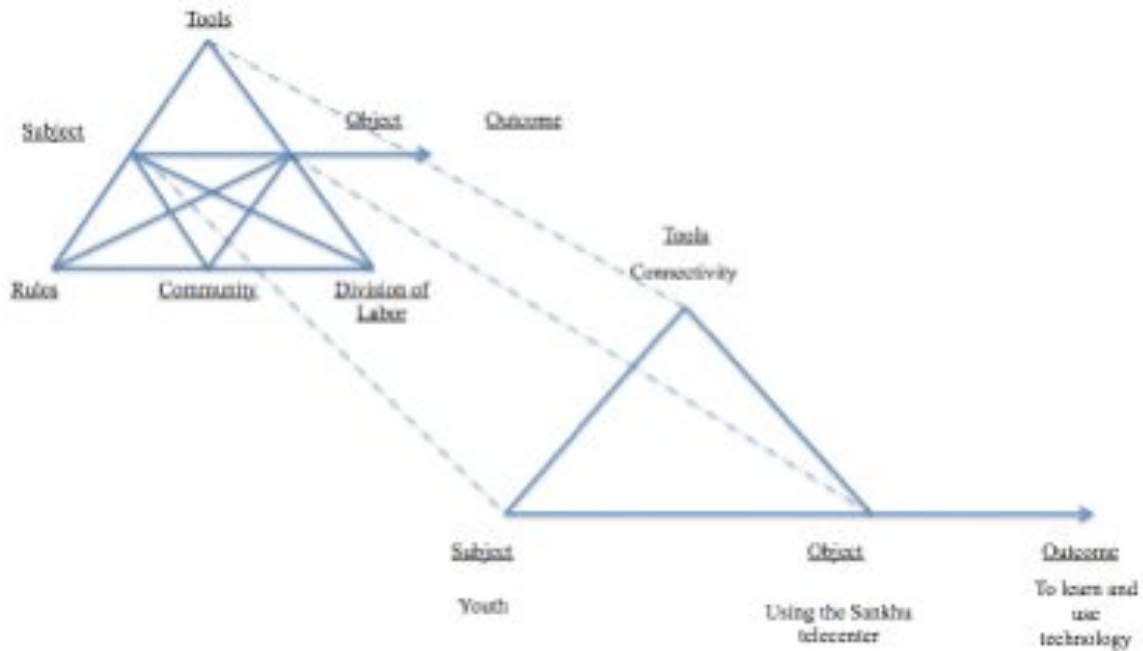 Tools
Subject
Object
Outcome
Rules
Community
Division of
Labor
Tools
Connectivity
Subject
Object
Outcome
Youth
Using the Sankhu
telecenter
To learn and
use
technology